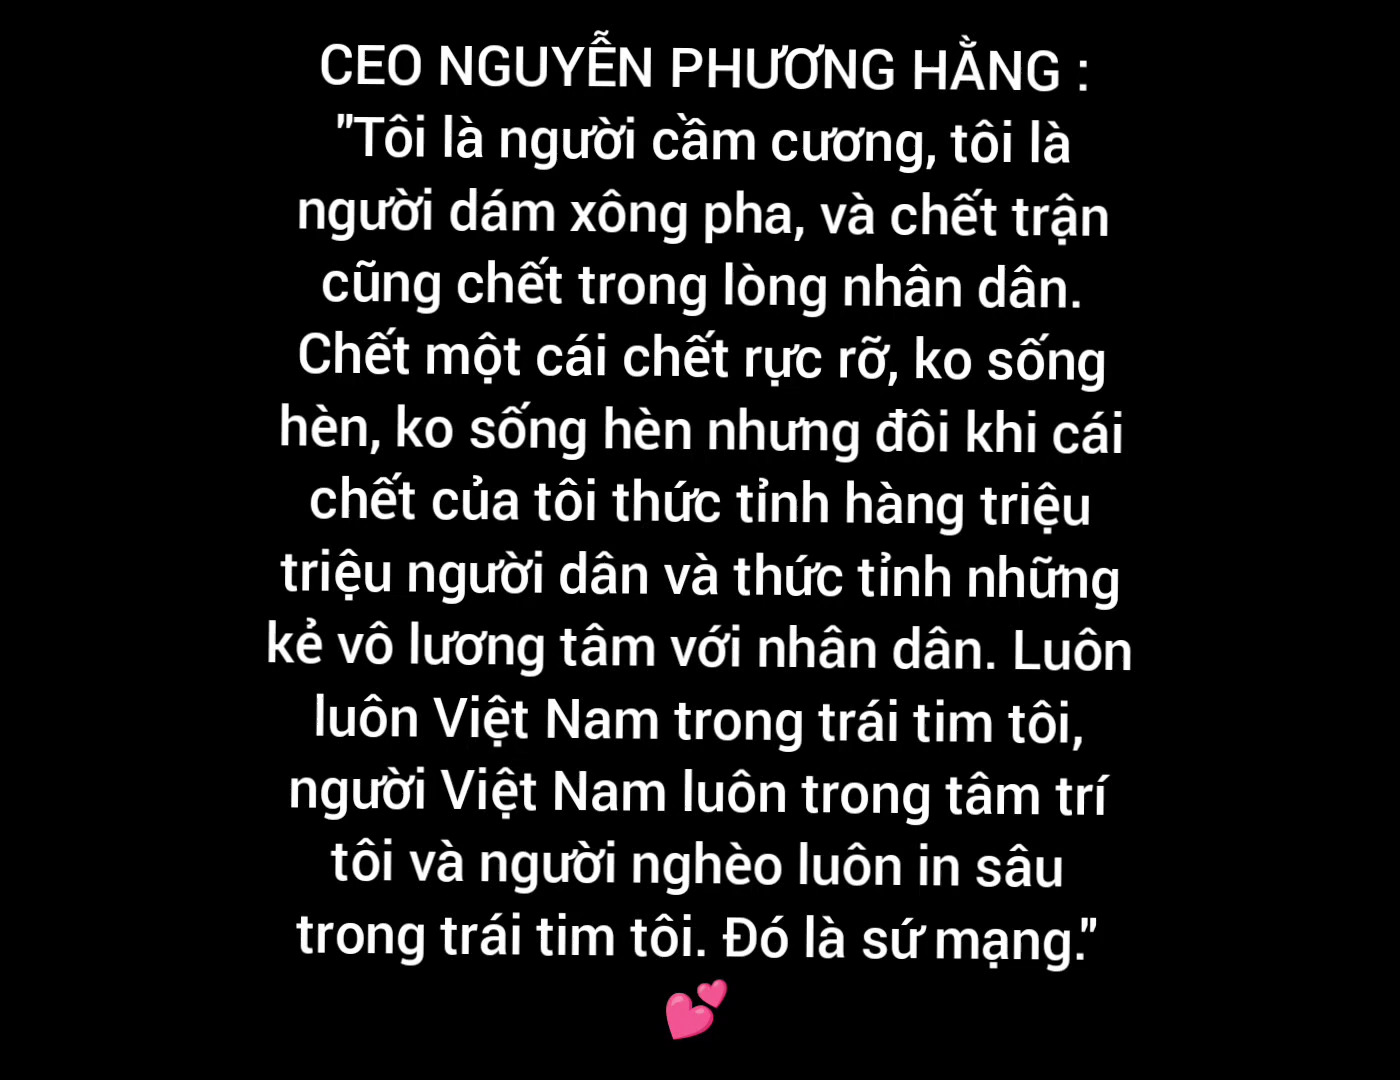 CEO NGUYỄN PHƯƠNG HẰNG :
"Tôi là người cầm cương, tôi là
người dám xông pha, và chết trận
cũng chết trong lòng nhân dân.
Chết một cái chết rực rỡ, ko sống
hèn, ko sống hèn nhưng đôi khi cái
chết của tôi thức tỉnh hàng triệu
triệu người dân và thức tỉnh những
kẻ vô lương tâm với nhân dân. Luôn
luôn Việt Nam trong trái tim tôi,
người Việt Nam luôn trong tâm trí
tôi và người nghèo luôn in sâu
trong trái tim tôi. Đó là sứ mạng."
💕